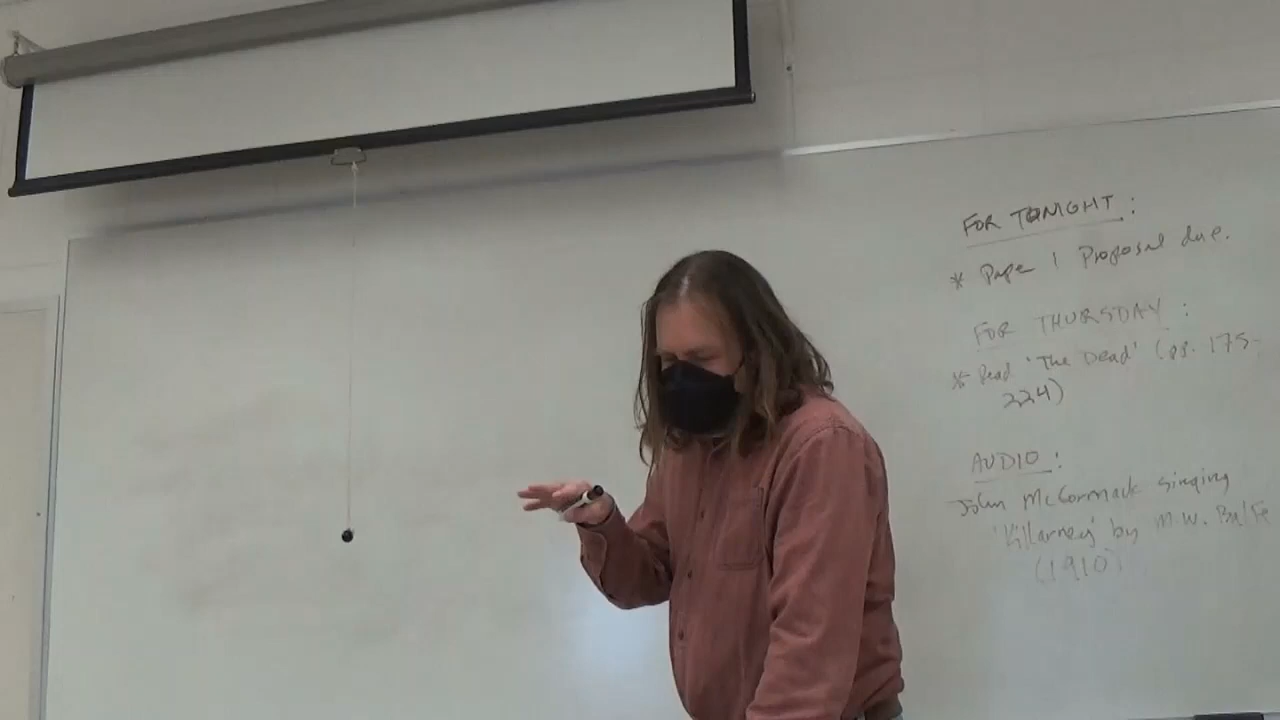 FOR TONIGHT:
* Paper 1 Proposal due.
FOR THURSDAY:
* Read 'The Dead' (pp. 175-
224)
AUDIO:
John McCormack singing
'Killarney' by M.W. Balfe
(1910)